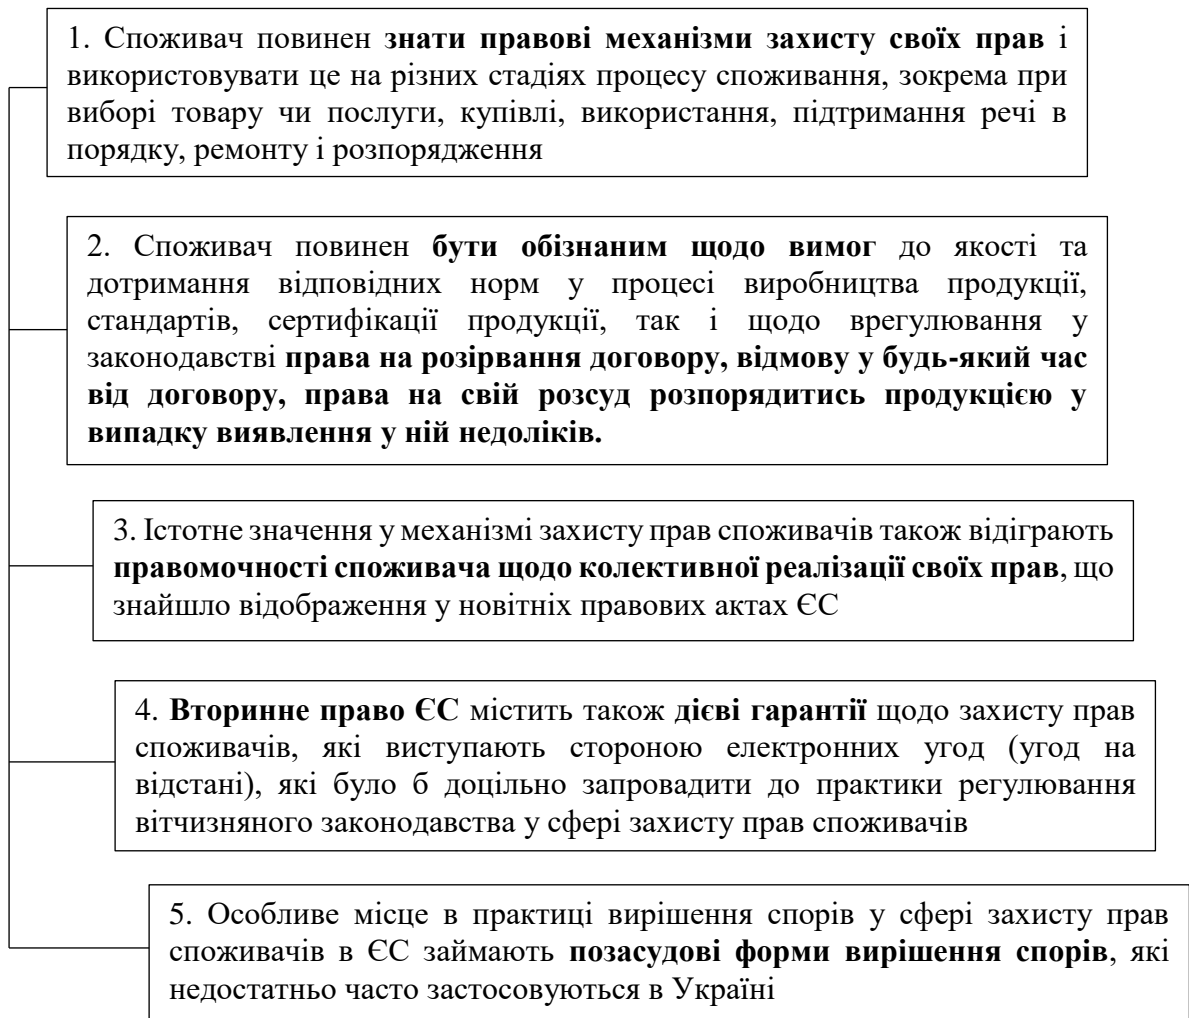 1. Споживач повинен знати правові механізми захисту своїх прав і
використовувати це на різних стадіях процесу споживання, зокрема при
виборі товару чи послуги, купівлі, використання, підтримання речі в
порядку, ремонту і розпорядження
2. Споживач повинен бути обізнаним щодо вимог до якості та
дотримання відповідних норм у процесі виробництва продукції,
стандартів, сертифікації продукції, так і щодо врегулювання у
законодавстві права на розірвання договору, відмову у будь-який час
від договору, права на свій розсуд розпорядитись продукцією у
випадку виявлення у ній недоліків.
3. Істотне значення у механізмі захисту прав споживачів також відіграють
правомочності споживача щодо колективної реалізації своїх прав, що
знайшло відображення у новітніх правових актах ЄС
4. Вторинне право ЄС містить також дієві гарантії щодо захисту прав
споживачів, які виступають стороною електронних угод (угод на
відстані), які було б доцільно запровадити до практики регулювання
вітчизняного законодавства у сфері захисту прав споживачів
5. Особливе місце в практиці вирішення спорів у сфері захисту прав
споживачів в ЄС займають позасудові форми вирішення спорів, які
недостатньо часто застосовуються в Україні